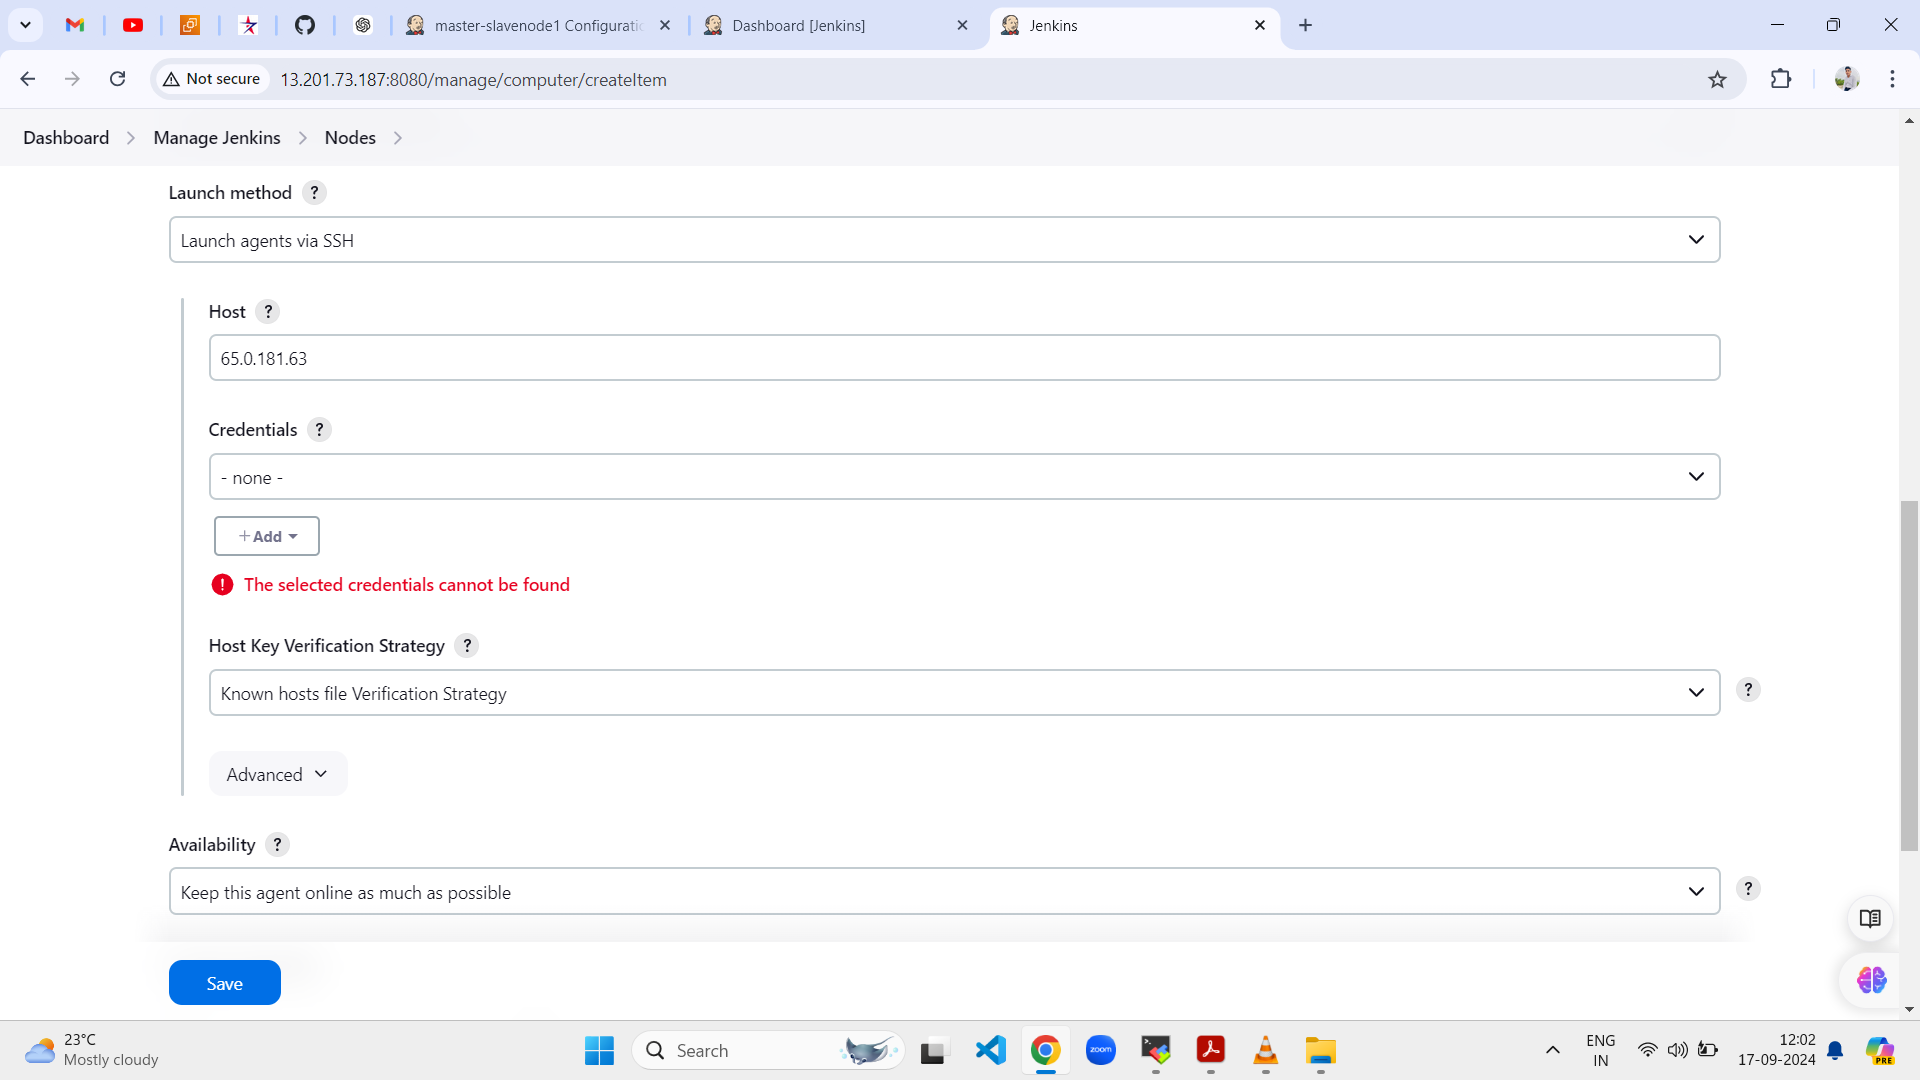 master-slavenode1 Configuratio
Dashboard [Jenkins]
Jenkins
Not secure
13.201.73.187:8080/manage/computer/createItem
Dashboard
Manage Jenkins
Nodes
Launch method ?
Launch agents via SSH
Host ?
65.0.181.63
Credentials ?
- none -
+ Add
! The selected credentials cannot be found
Host Key Verification Strategy ?
Known hosts file Verification Strategy
?
Advanced
Availability ?
Keep this agent online as much as possible
?
Save
23°C
Mostly cloudy
Search
zoom
ENG
IN
12:02
17-09-2024
PRE